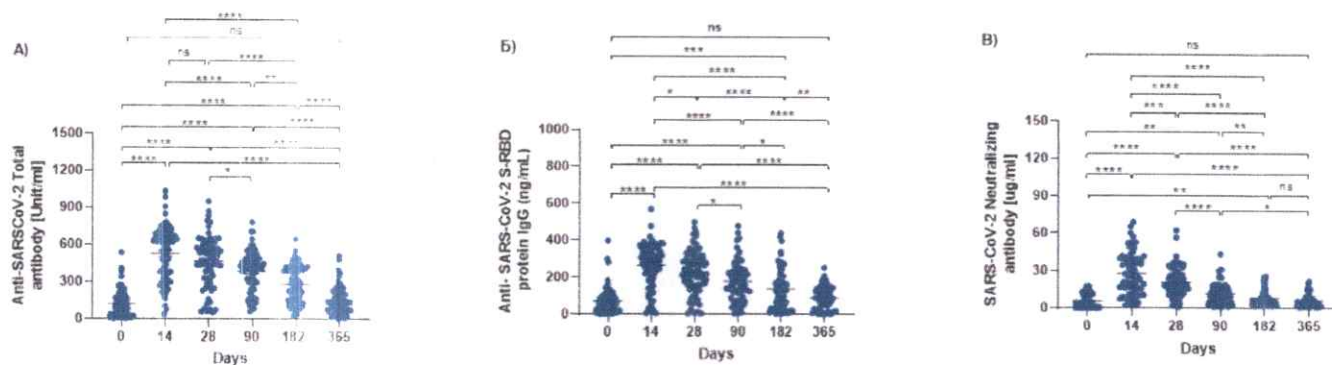 А)
****
ns
ns
****
****
**
****
****
****
****
****
****
****
****
*
Anti-SARSCoV-2 Total
antibody [Unit/ml]
1500
1200
900
600
300
0
0 14 28 90 182 365
Days
Б)
ns
***
****
* **** **
**** ****
**** *
**** ****
**** ****
*
Anti- SARS-CoV-2 S-RBD
protein IgG (ng/mL)
1000
800
600
400
200
0
0 14 28 90 182 365
Days
В)
ns
****
****
*** ****
** **
**** ****
**** ****
** ns
**** *
SARS-CoV-2 Neutralizing
antibody [ug/ml]
150
120
90
60
30
0
0 14 28 90 182 365
Days